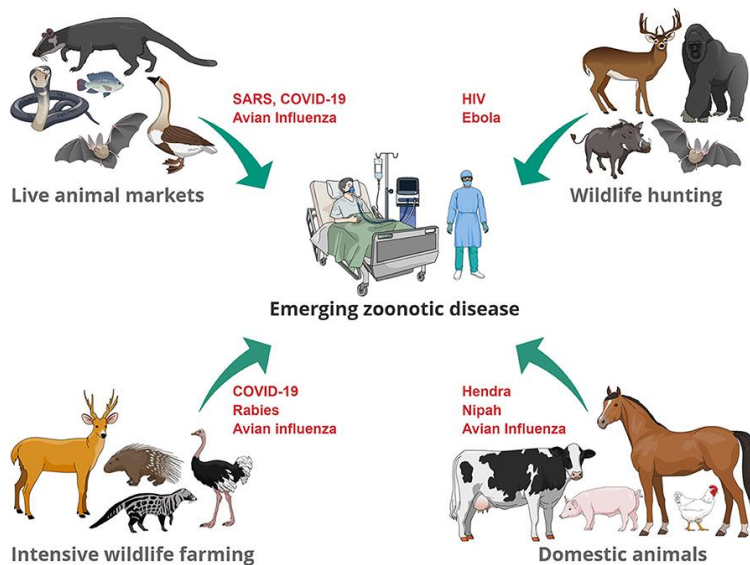 SARS, COVID-19
Avian Influenza
HIV
Ebola
Live animal markets
Wildlife hunting
Emerging zoonotic disease
COVID-19
Rabies
Avian influenza
Hendra
Nipah
Avian Influenza
Intensive wildlife farming
Domestic animals